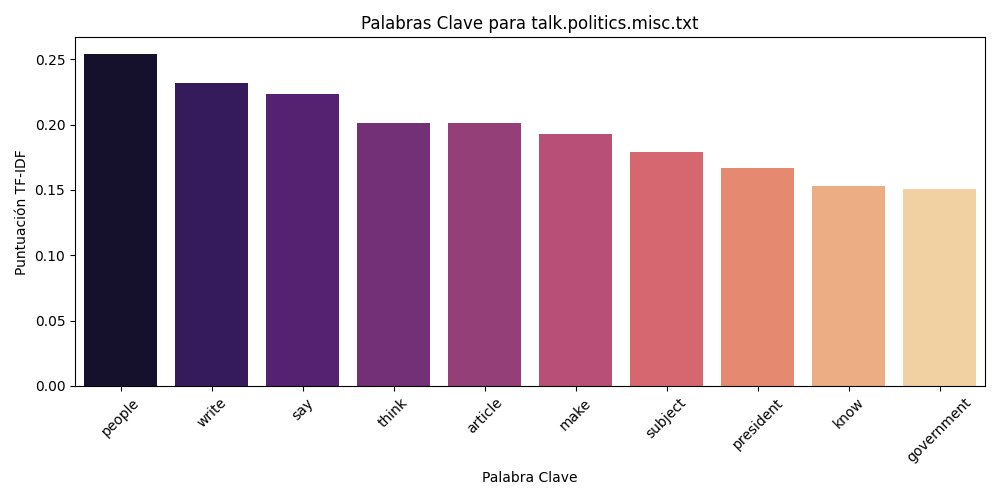 Palabras Clave para talk.politics.misc.txt
Puntuación TF-IDF
0.25
0.20
0.15
0.10
0.05
0.00
people
write
say
think
article
make
subject
president
know
government
Palabra Clave